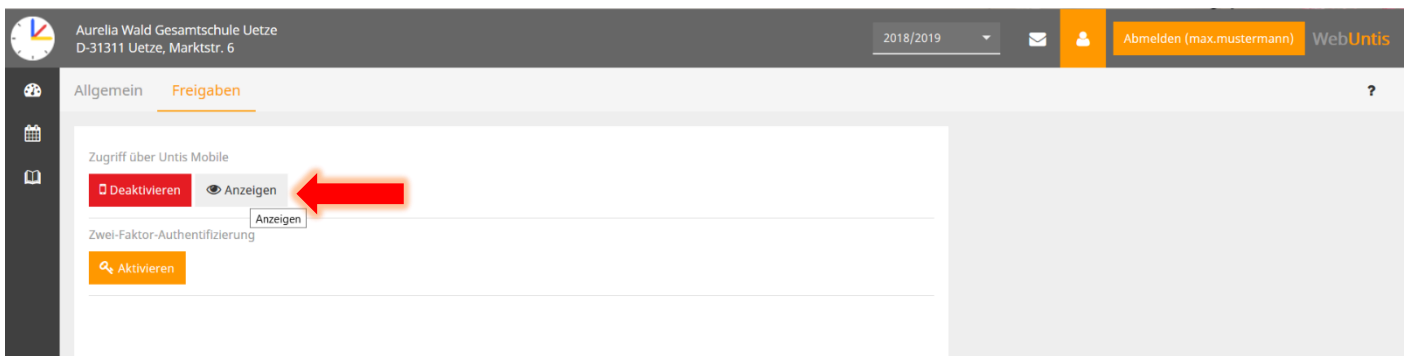 Aurelia Wald Gesamtschule Uetze
D-31311 Uetze, Marktstr. 6
2018/2019
Abmelden (max.mustermann)
WebUntis
Allgemein
Freigaben
?
Zugriff über Untis Mobile
Deaktivieren
Anzeigen
Anzeigen
Zwei-Faktor-Authentifizierung
Aktivieren